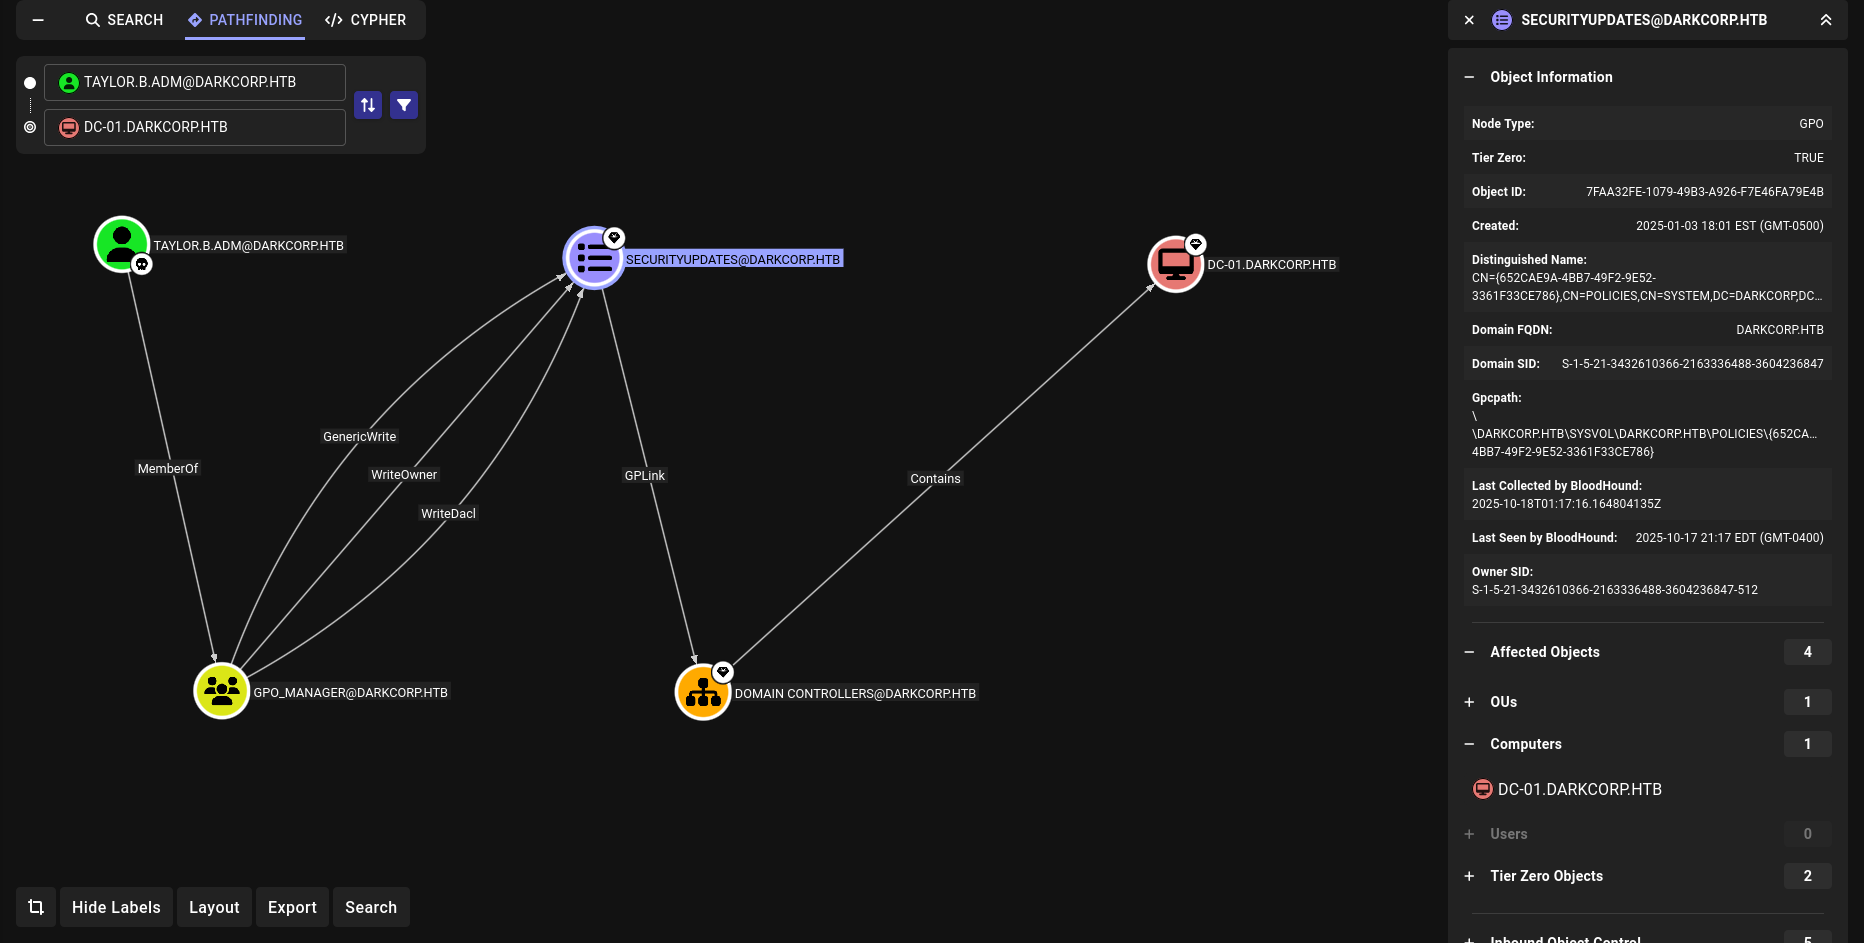 SEARCH
PATHFINDING
CYPHER
TAYLOR.B.ADM@DARKCORP.HTB
DC-01.DARKCORP.HTB
TAYLOR.B.ADM@DARKCORP.HTB
SECURITYUPDATES@DARKCORP.HTB
DC-01.DARKCORP.HTB
GenericWrite
MemberOf
WriteOwner
GPLink
Contains
WriteDacl
GPO_MANAGER@DARKCORP.HTB
DOMAIN CONTROLLERS@DARKCORP.HTB
Hide Labels
Layout
Export
Search
SECURITYUPDATES@DARKCORP.HTB
Object Information
Node Type: GPO
Tier Zero: TRUE
Object ID: 7FAA32FE-1079-49B3-A926-F7E46FA79E4B
Created: 2025-01-03 18:01 EST (GMT-0500)
Distinguished Name:
CN={652CAE9A-4BB7-49F2-9E52-
3361F33CE786},CN=POLICIES,CN=SYSTEM,DC=DARKCORP,DC…
Domain FQDN: DARKCORP.HTB
Domain SID: S-1-5-21-3432610366-2163336488-3604236847
Gpcpath:
\
\DARKCORP.HTB\SYSVOL\DARKCORP.HTB\POLICIES\{652CA…
4BB7-49F2-9E52-3361F33CE786}
Last Collected by BloodHound:
2025-10-18T01:17:16.164804135Z
Last Seen by BloodHound: 2025-10-17 21:17 EDT (GMT-0400)
Owner SID:
S-1-5-21-3432610366-2163336488-3604236847-512
Affected Objects 4
OUs 1
Computers 1
DC-01.DARKCORP.HTB
Users 0
Tier Zero Objects 2
Inbound Object Control 5